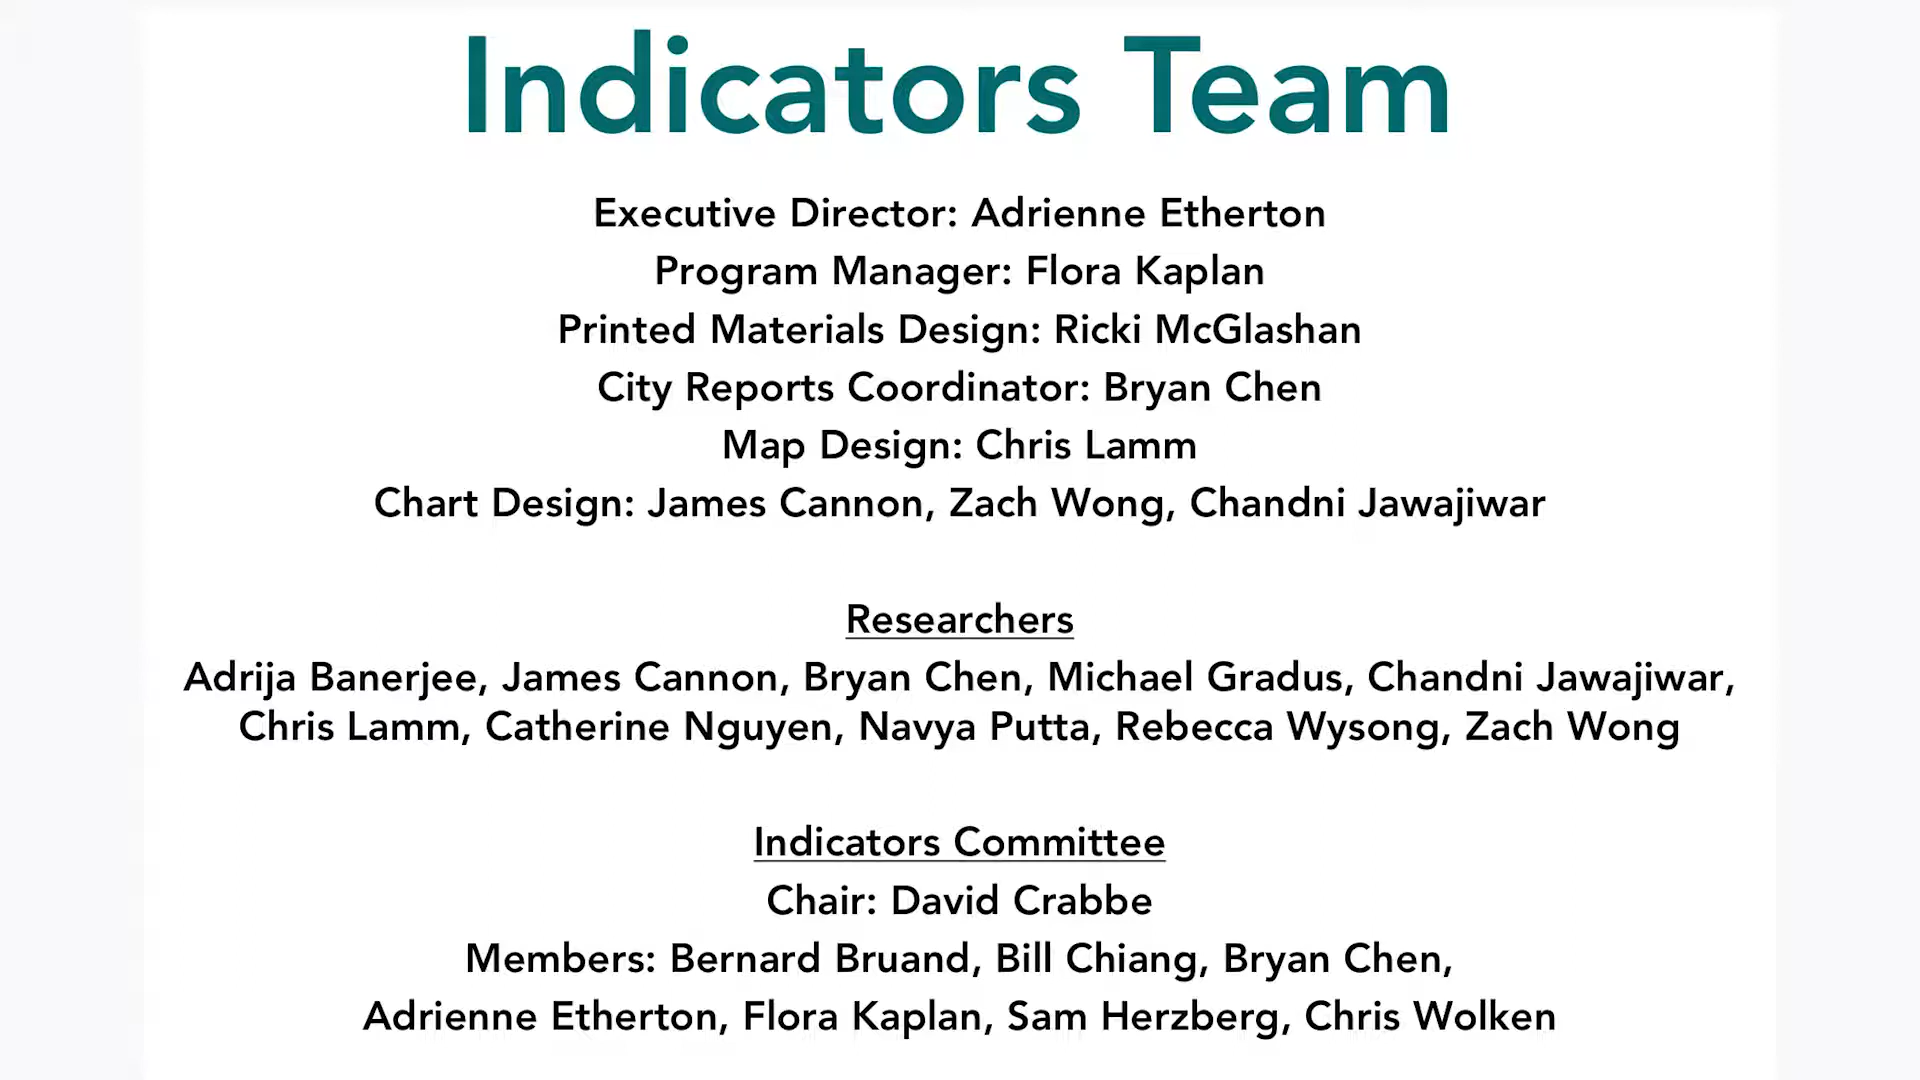 Indicators Team
Executive Director: Adrienne Etherton
Program Manager: Flora Kaplan
Printed Materials Design: Ricki McGlashan
City Reports Coordinator: Bryan Chen
Map Design: Chris Lamm
Chart Design: James Cannon, Zach Wong, Chandni Jawajiwar
Researchers
Adrija Banerjee, James Cannon, Bryan Chen, Michael Gradus, Chandni Jawajiwar,
Chris Lamm, Catherine Nguyen, Navya Putta, Rebecca Wysong, Zach Wong
Indicators Committee
Chair: David Crabbe
Members: Bernard Bruand, Bill Chiang, Bryan Chen,
Adrienne Etherton, Flora Kaplan, Sam Herzberg, Chris Wolken